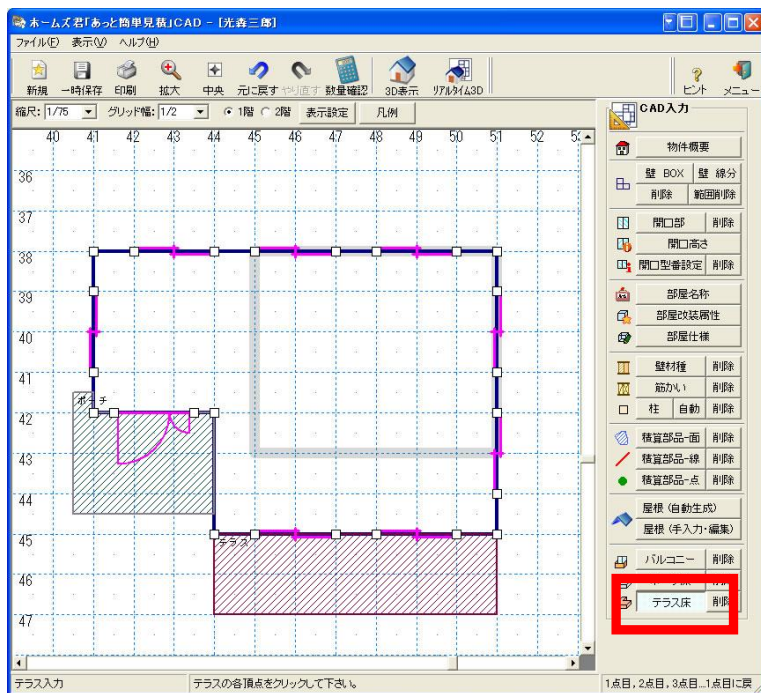 ホームズ君「あっと簡単見積」CAD - [光森三郎]
ファイル(F) 表示(V) ヘルプ(H)
新規 一時保存 印刷 拡大 中央 元に戻す やり直す 数量確認 3D表示 リアルタイム3D ヒント メニュー
縮尺: 1/75 グリッド幅: 1/2 1階 2階 表示設定 凡例
CAD入力
40 41 42 43 44 45 46 47 48 49 50 51 52
物件概要
36
壁 BOX 壁 線分
削除 範囲削除
37
開口部 削除
38
開口高さ
開口型番設定 削除
39
部屋名称
部屋改装属性
40
部屋仕様
41
壁材種 削除
ポーチ
筋かい 削除
42
柱 自動 削除
43
積算部品-面 削除
積算部品-線 削除
44
積算部品-点 削除
屋根(自動生成)
45
屋根(手入力・編集)
テラス
バルコニー 削除
46
テラス床 削除
47
テラス入力 テラスの各頂点をクリックして下さい。 1点目,2点目,3点目...1点目に戻